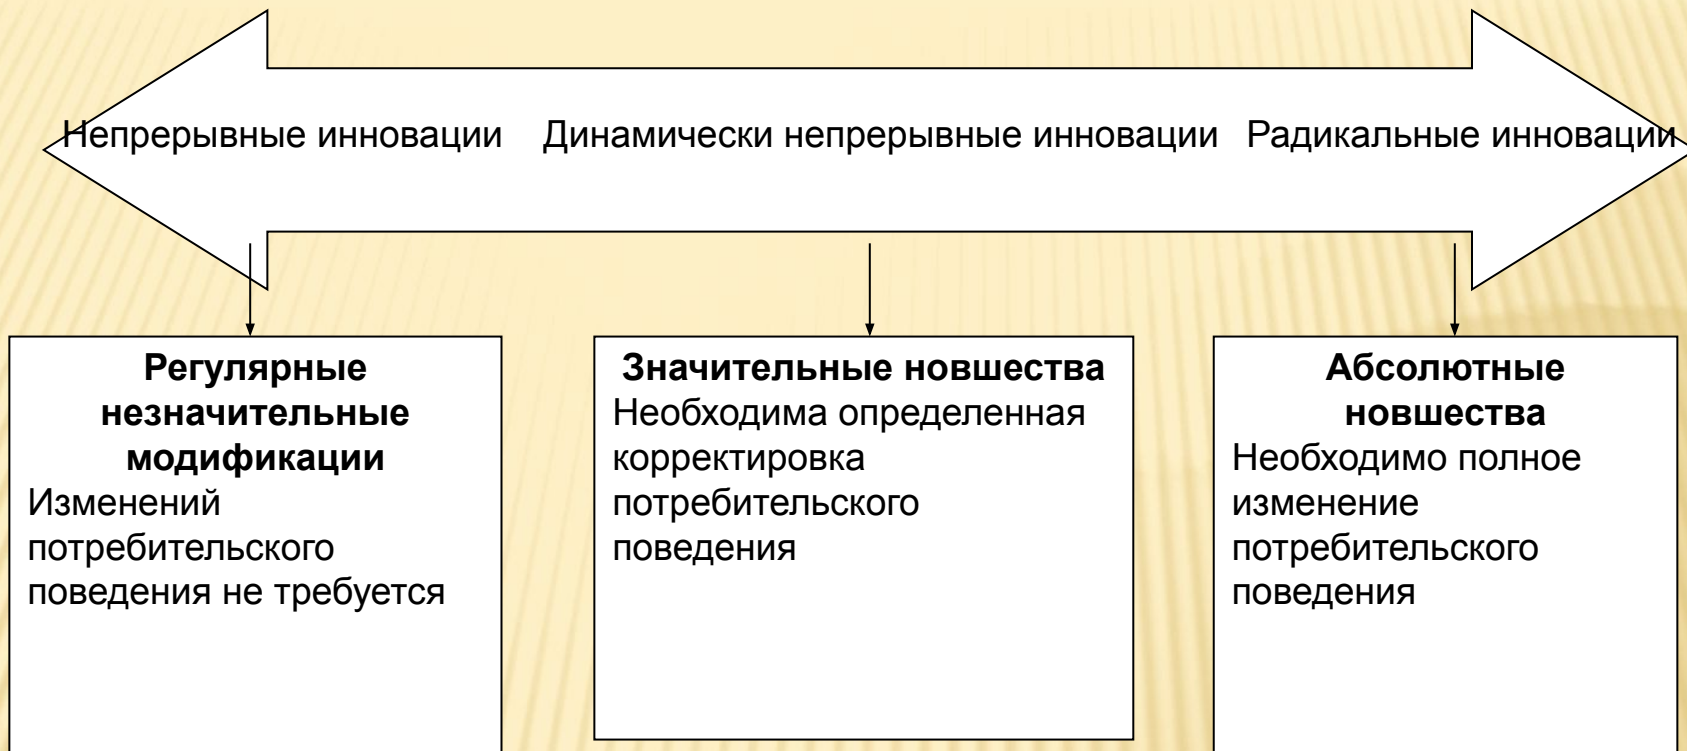 Непрерывные инновации Динамически непрерывные инновации Радикальные инновации
Регулярные
незначительные
модификации
Изменений
потребительского
поведения не требуется
Значительные новшества
Необходима определенная
корректировка
потребительского
поведения
Абсолютные
новшества
Необходимо полное
изменение
потребительского
поведения